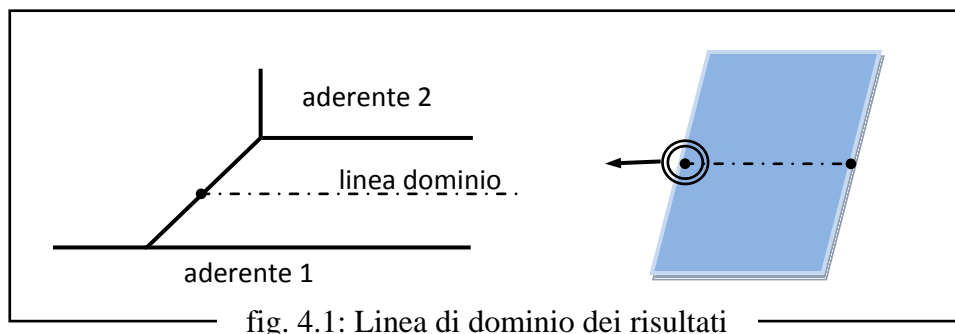 aderente 2
linea dominio
aderente 1
fig. 4.1: Linea di dominio dei risultati